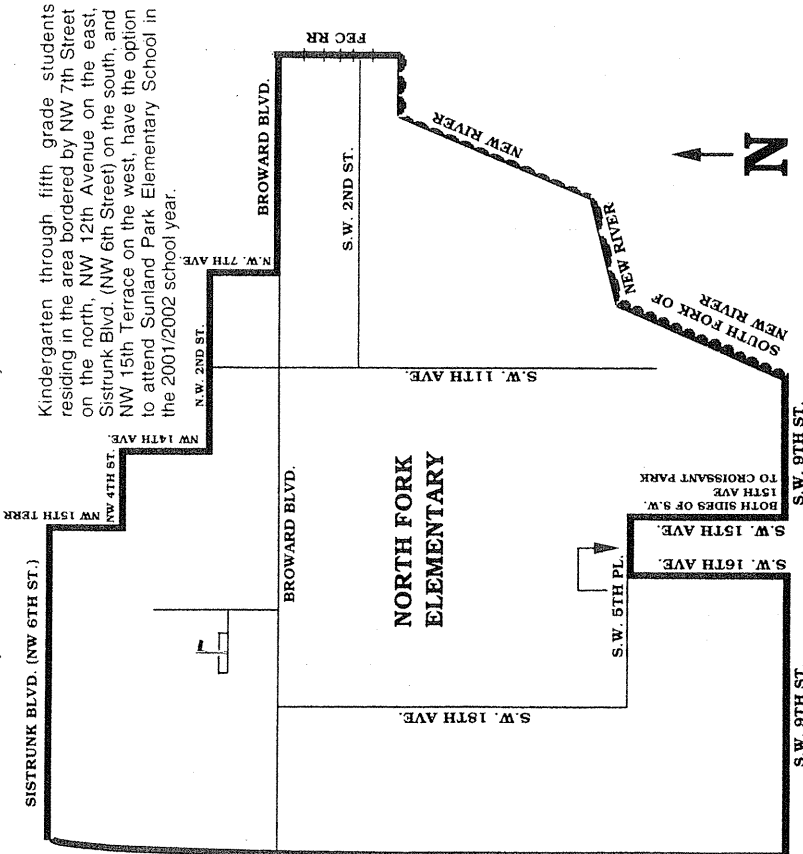 Kindergarten through fifth grade students
residing in the area bordered by NW 7th Street
on the north, NW 12th Avenue on the east,
Sistrunk Blvd. (NW 6th Street) on the south, and
NW 15th Terrace on the west, have the option
to attend Sunland Park Elementary School in
the 2001/2002 school year.
SISTRUNK BLVD. (NW 6TH ST.)
NW 15TH TERR
NW 4TH ST.
NW 14TH AVE.
N.W. 2ND ST.
N.W. 7TH AVE.
BROWARD BLVD.
FEC RR
S.W. 2ND ST.
NEW RIVER
BROWARD BLVD.
S.W. 11TH AVE.
NORTH FORK
ELEMENTARY
N
NEW RIVER
SOUTH FORK OF
NEW RIVER
S.W. 18TH AVE.
S.W. 5TH PL.
S.W. 16TH AVE.
S.W. 15TH AVE.
BOTH SIDES OF S.W.
15TH AVE
TO CROISSANT PARK
S.W. 9TH ST.
S.W. 9TH ST.